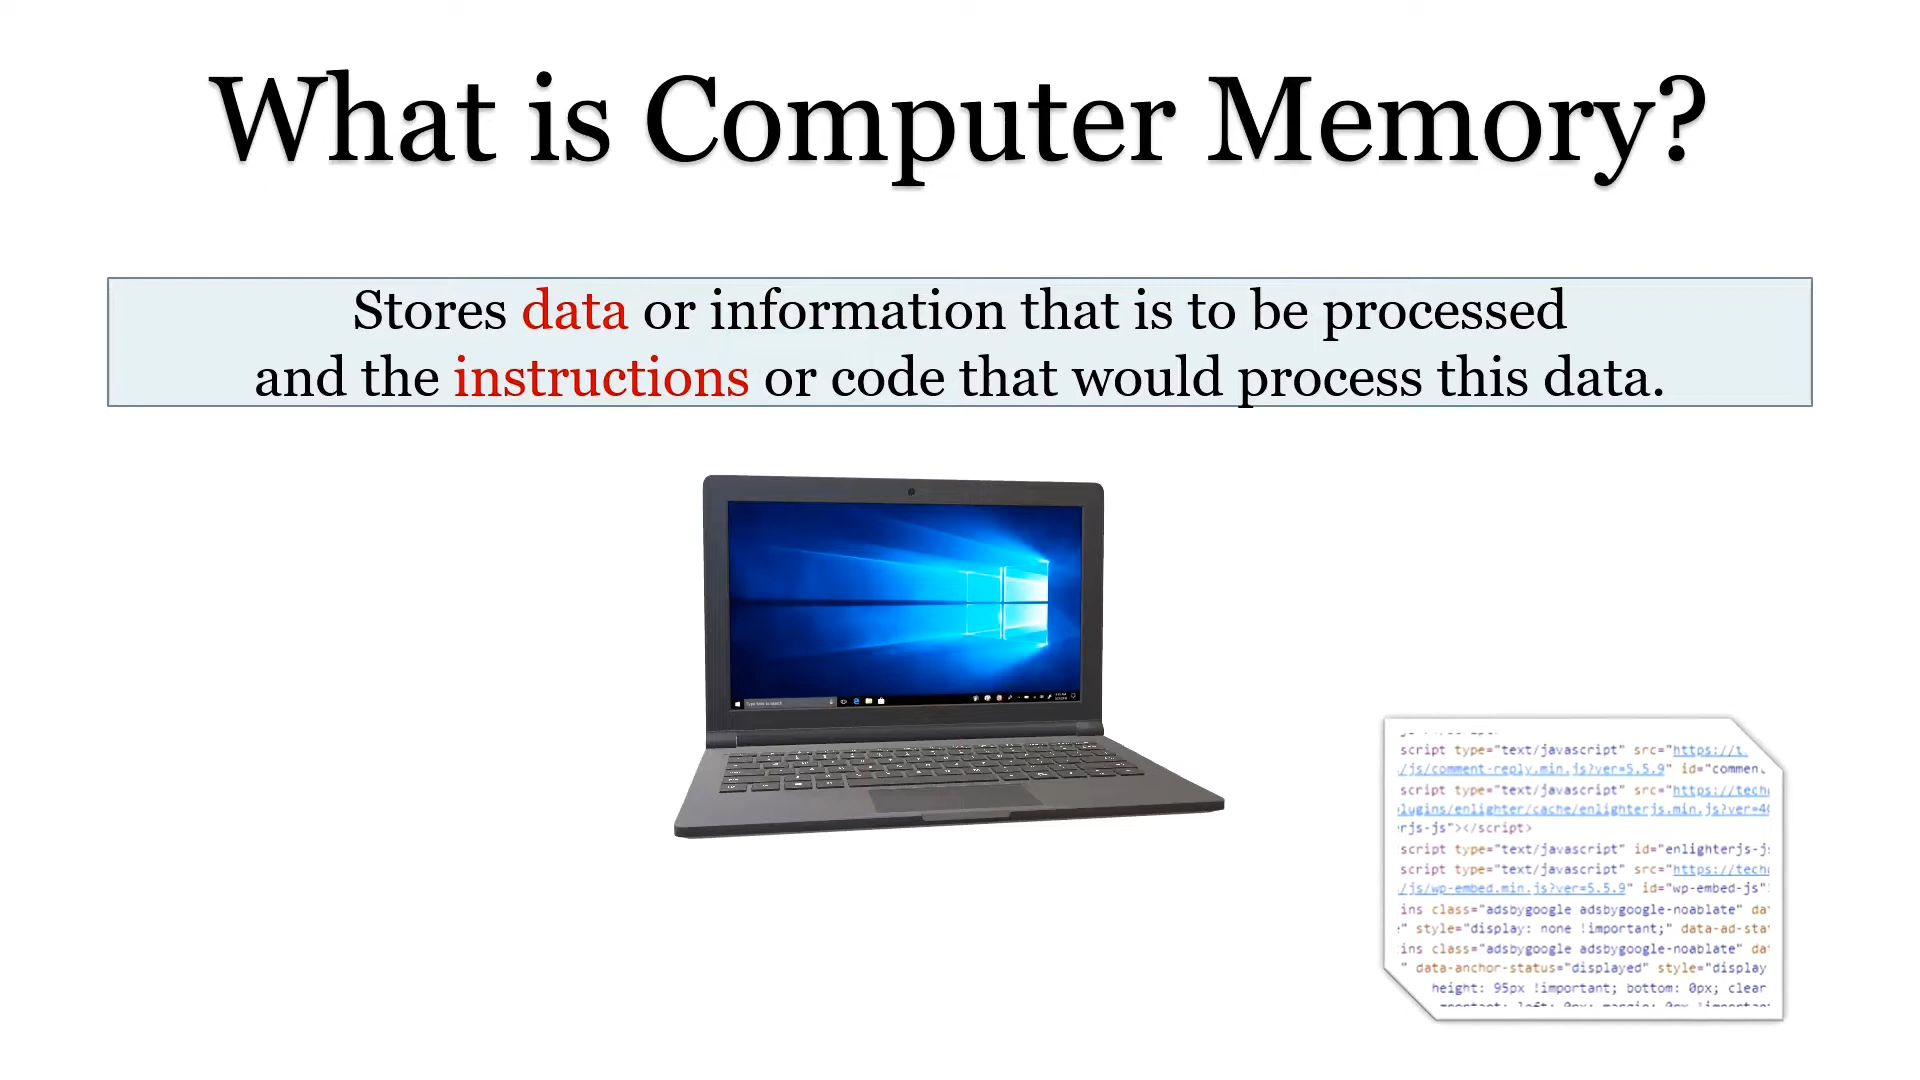 What is Computer Memory?
Stores data or information that is to be processed
and the instructions or code that would process this data.
Type here to search
script type="text/javascript" src="https://t.
/js/comment-reply.min.js?ver=5.5.9" id="commen
script type="text/javascript" src="https://tech
lugins/enlighter/cache/enlighterjs.min.js?ver=4
rjs-js"></script>
script type="text/javascript" id="enlighterjs-j
script type="text/javascript" src="https://tech
/js/wp-embed.min.js?ver=5.5.9" id="wp-embed-js"
ins class="adsbygoogle adsbygoogle-noablate" da
" style="display: none !important;" data-ad-sta
ins class="adsbygoogle adsbygoogle-noablate" da
" data-anchor-status="displayed" style="display
height: 95px !important; bottom: 0px; clear